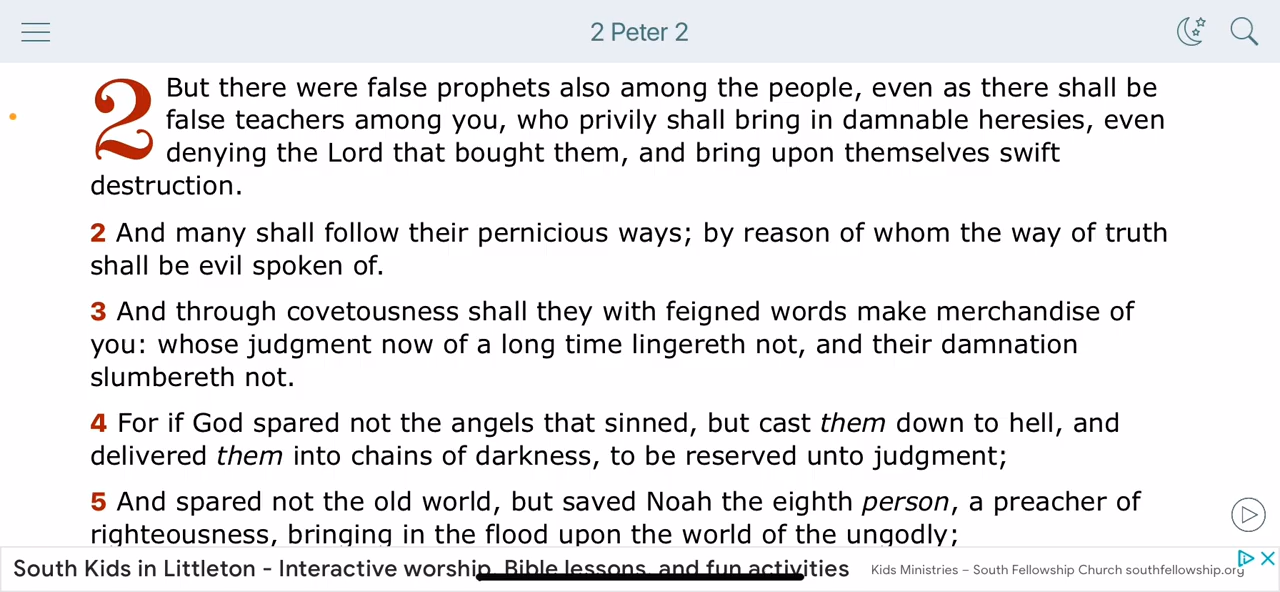 2 Peter 2
2 But there were false prophets also among the people, even as there shall be
false teachers among you, who privily shall bring in damnable heresies, even
denying the Lord that bought them, and bring upon themselves swift
destruction.
2 And many shall follow their pernicious ways; by reason of whom the way of truth
shall be evil spoken of.
3 And through covetousness shall they with feigned words make merchandise of
you: whose judgment now of a long time lingereth not, and their damnation
slumbereth not.
4 For if God spared not the angels that sinned, but cast them down to hell, and
delivered them into chains of darkness, to be reserved unto judgment;
5 And spared not the old world, but saved Noah the eighth person, a preacher of
righteousness, bringing in the flood upon the world of the ungodly;
South Kids in Littleton - Interactive worship, Bible lessons, and fun activities
Kids Ministries – South Fellowship Church southfellowship.org